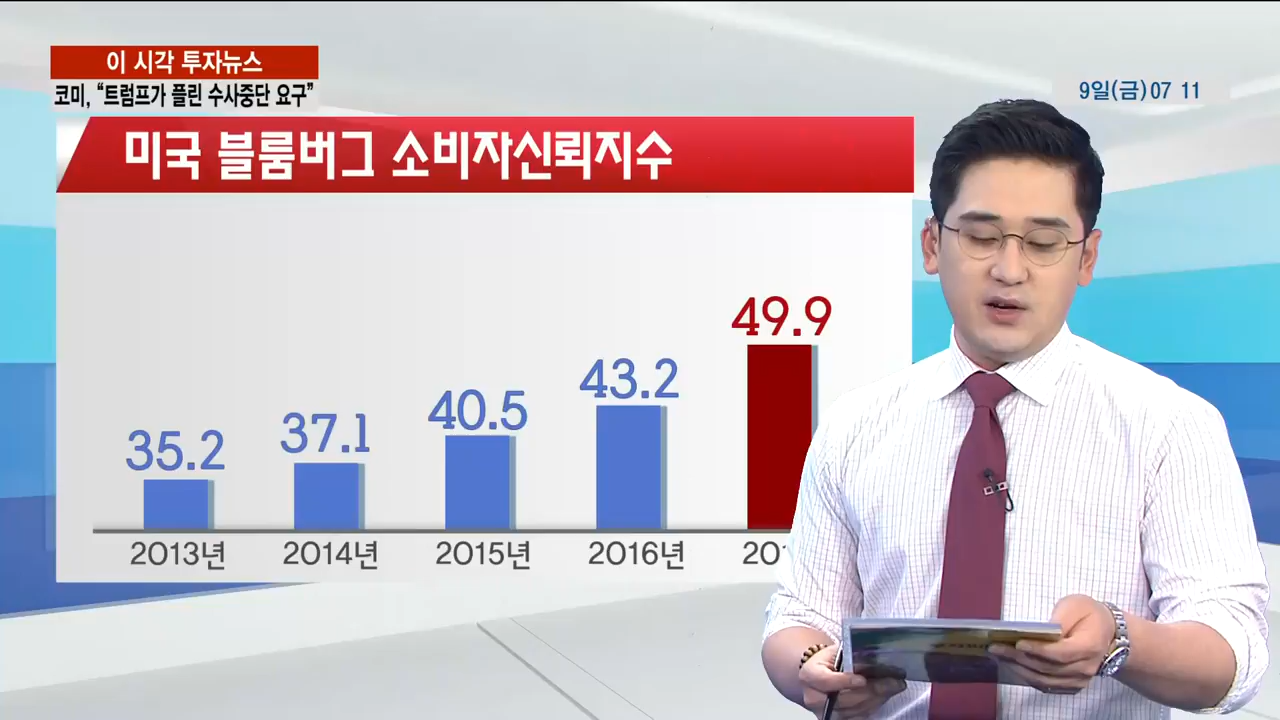 이 시각 투자뉴스
코미, “트럼프가 플린 수사중단 요구”
9일(금) 07 11
미국 블룸버그 소비자신뢰지수
35.2
37.1
40.5
43.2
49.9
2013년
2014년
2015년
2016년